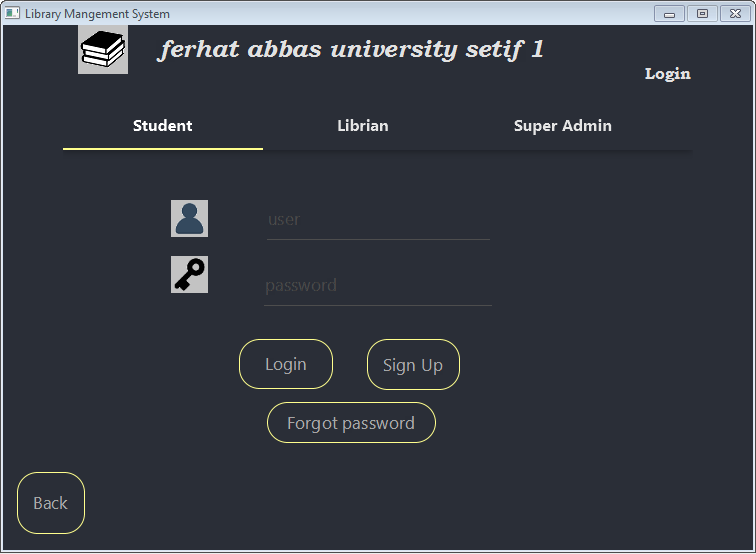 Library Mangement System
ferhat abbas university setif 1
Login
Student Librian Super Admin
user
password
Login Sign Up
Forgot password
Back